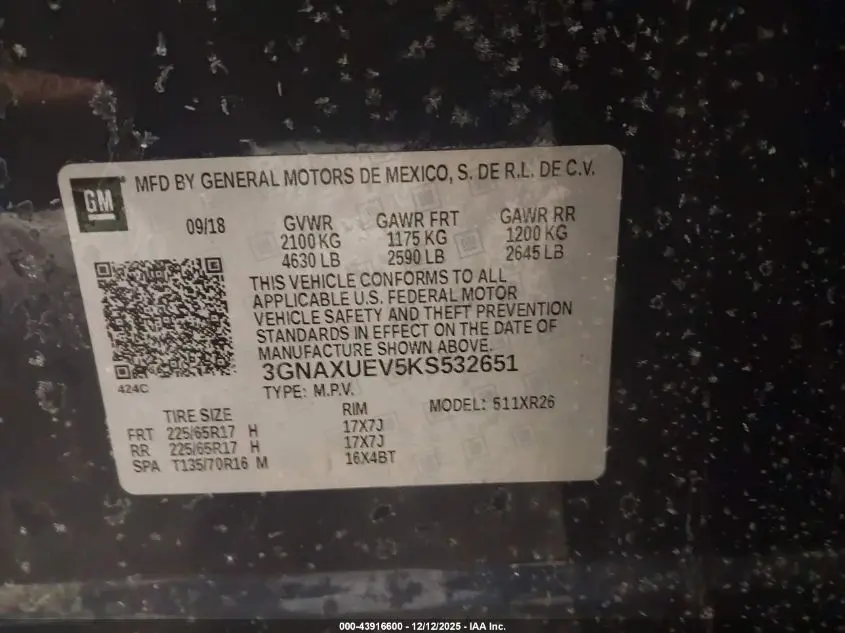 GM
MFD BY GENERAL MOTORS DE MEXICO, S. DE R.L. DE C.V.
09/18 GVWR GAWR FRT GAWR RR
2100 KG 1175 KG 1200 KG
4630 LB 2590 LB 2645 LB
THIS VEHICLE CONFORMS TO ALL
APPLICABLE U.S. FEDERAL MOTOR
VEHICLE SAFETY AND THEFT PREVENTION
STANDARDS IN EFFECT ON THE DATE OF
MANUFACTURE SHOWN ABOVE.
424C
3GNAXUEV5KS532651
TYPE: M.P.V.
TIRE SIZE RIM MODEL: 511XR26
FRT 225/65R17 H 17X7J
RR 225/65R17 H 17X7J
SPA T135/70R16 M 16X4BT
000-43916600 - 12/12/2025 - IAA Inc.